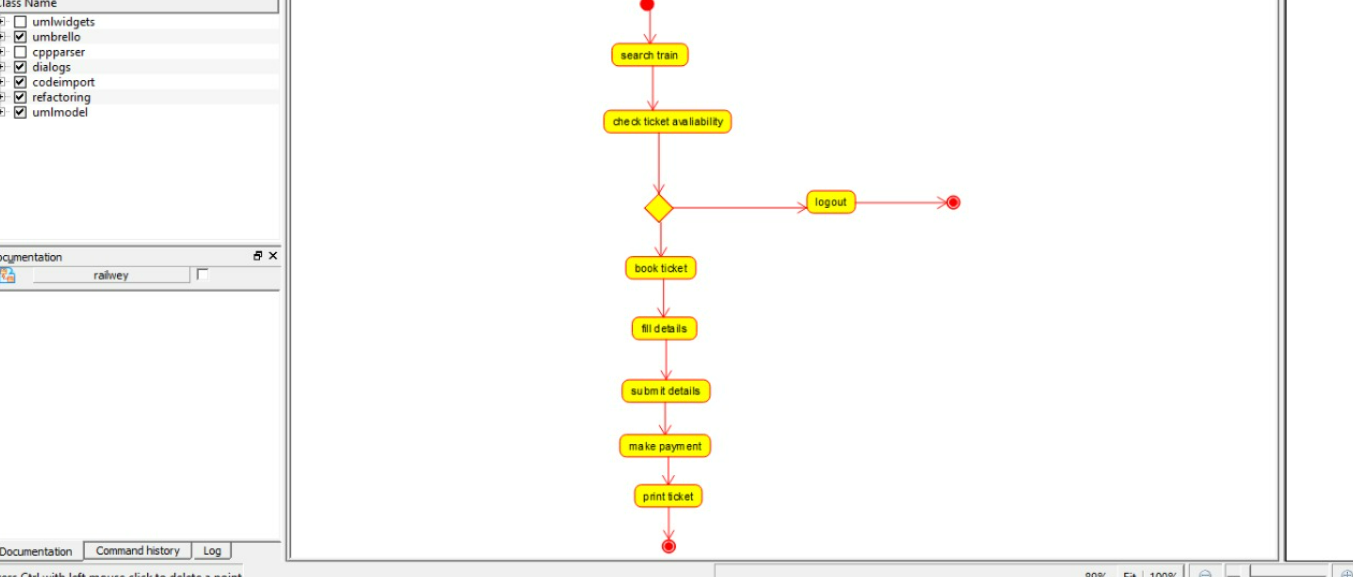 Class Name
umlwidgets
umbrello
cppparser
dialogs
codeimport
refactoring
umlmodel
Documentation
railwey
Documentation
Command history
Log
search train
check ticket avaliability
logout
book ticket
fill details
submit details
make payment
print ticket
Ctrl with left mouse click to delete a point
80%
Fit
100%